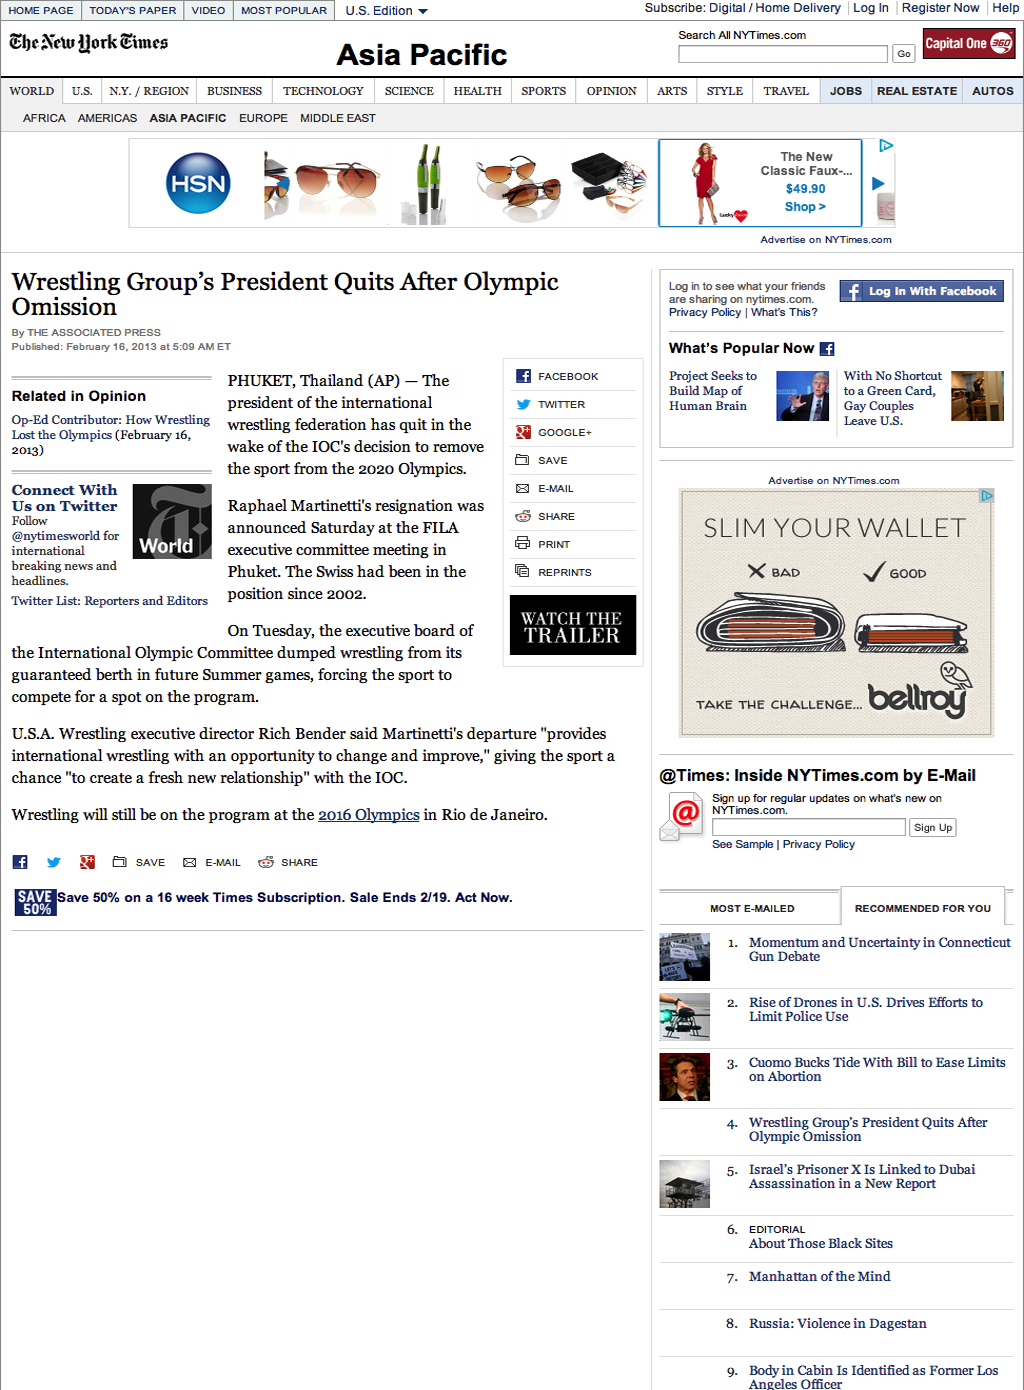 HOME PAGE TODAY'S PAPER VIDEO MOST POPULAR U.S. Edition
Subscribe: Digital / Home Delivery Log In Register Now Help
The New York Times
Asia Pacific
Search All NYTimes.com
Go
Capital One 360
WORLD U.S. N.Y. / REGION BUSINESS TECHNOLOGY SCIENCE HEALTH SPORTS OPINION ARTS STYLE TRAVEL JOBS REAL ESTATE AUTOS
AFRICA AMERICAS ASIA PACIFIC EUROPE MIDDLE EAST
HSN
The New
Classic Faux-...
$49.90
Shop >
Advertise on NYTimes.com
Wrestling Group's President Quits After Olympic
Omission
By THE ASSOCIATED PRESS
Published: February 16, 2013 at 5:09 AM ET
Related in Opinion
Op-Ed Contributor: How Wrestling
Lost the Olympics (February 16,
2013)
Connect With
Us on Twitter
Follow
@nytimesworld for
international
breaking news and
headlines.
World
Twitter List: Reporters and Editors
PHUKET, Thailand (AP) — The
president of the international
wrestling federation has quit in the
wake of the IOC's decision to remove
the sport from the 2020 Olympics.
Raphael Martinetti's resignation was
announced Saturday at the FILA
executive committee meeting in
Phuket. The Swiss had been in the
position since 2002.
On Tuesday, the executive board of
the International Olympic Committee dumped wrestling from its
guaranteed berth in future Summer games, forcing the sport to
compete for a spot on the program.
U.S.A. Wrestling executive director Rich Bender said Martinetti's departure "provides
international wrestling with an opportunity to change and improve," giving the sport a
chance "to create a fresh new relationship" with the IOC.
Wrestling will still be on the program at the 2016 Olympics in Rio de Janeiro.
FACEBOOK
TWITTER
GOOGLE+
SAVE
E-MAIL
SHARE
PRINT
REPRINTS
WATCH THE
TRAILER
SAVE E-MAIL SHARE
SAVE
50%
Save 50% on a 16 week Times Subscription. Sale Ends 2/19. Act Now.
Log in to see what your friends
are sharing on nytimes.com.
Privacy Policy | What's This?
Log In With Facebook
What's Popular Now
Project Seeks to
Build Map of
Human Brain
With No Shortcut
to a Green Card,
Gay Couples
Leave U.S.
Advertise on NYTimes.com
SLIM YOUR WALLET
BAD GOOD
TAKE THE CHALLENGE... bellroy
@Times: Inside NYTimes.com by E-Mail
Sign up for regular updates on what's new on
NYTimes.com.
Sign Up
See Sample | Privacy Policy
MOST E-MAILED RECOMMENDED FOR YOU
1. Momentum and Uncertainty in Connecticut
Gun Debate
2. Rise of Drones in U.S. Drives Efforts to
Limit Police Use
3. Cuomo Bucks Tide With Bill to Ease Limits
on Abortion
4. Wrestling Group's President Quits After
Olympic Omission
5. Israel's Prisoner X Is Linked to Dubai
Assassination in a New Report
6. EDITORIAL
About Those Black Sites
7. Manhattan of the Mind
8. Russia: Violence in Dagestan
9. Body in Cabin Is Identified as Former Los
Angeles Officer